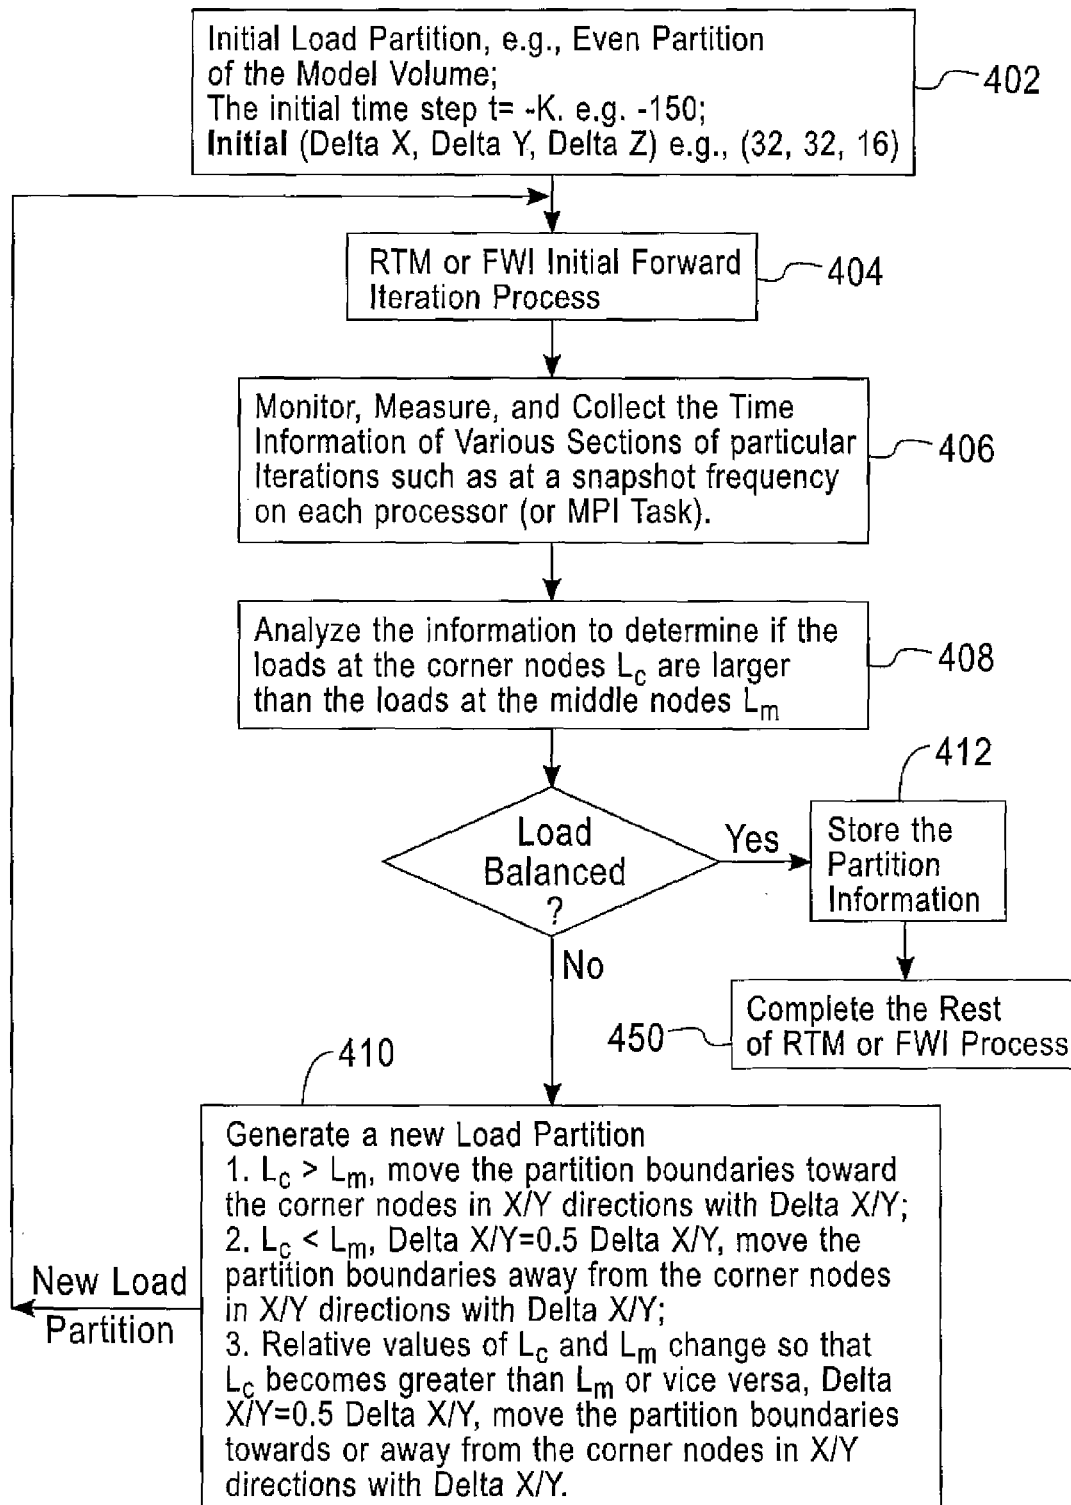 Initial Load Partition, e.g., Even Partition
of the Model Volume;
The initial time step t= -K. e.g. -150;
Initial (Delta X, Delta Y, Delta Z) e.g., (32, 32, 16)
402
RTM or FWI Initial Forward
Iteration Process
404
Monitor, Measure, and Collect the Time
Information of Various Sections of particular
Iterations such as at a snapshot frequency
on each processor (or MPI Task).
406
Analyze the information to determine if the
loads at the corner nodes Lc are larger
than the loads at the middle nodes Lm
408
Load
Balanced
?
Yes
412
Store the
Partition
Information
No
Complete the Rest
of RTM or FWI Process
450
410
Generate a new Load Partition
1. Lc > Lm, move the partition boundaries toward
the corner nodes in X/Y directions with Delta X/Y;
2. Lc < Lm, Delta X/Y=0.5 Delta X/Y, move the
partition boundaries away from the corner nodes
in X/Y directions with Delta X/Y;
3. Relative values of Lc and Lm change so that
Lc becomes greater than Lm or vice versa, Delta
X/Y=0.5 Delta X/Y, move the partition boundaries
towards or away from the corner nodes in X/Y
directions with Delta X/Y.
New Load
Partition